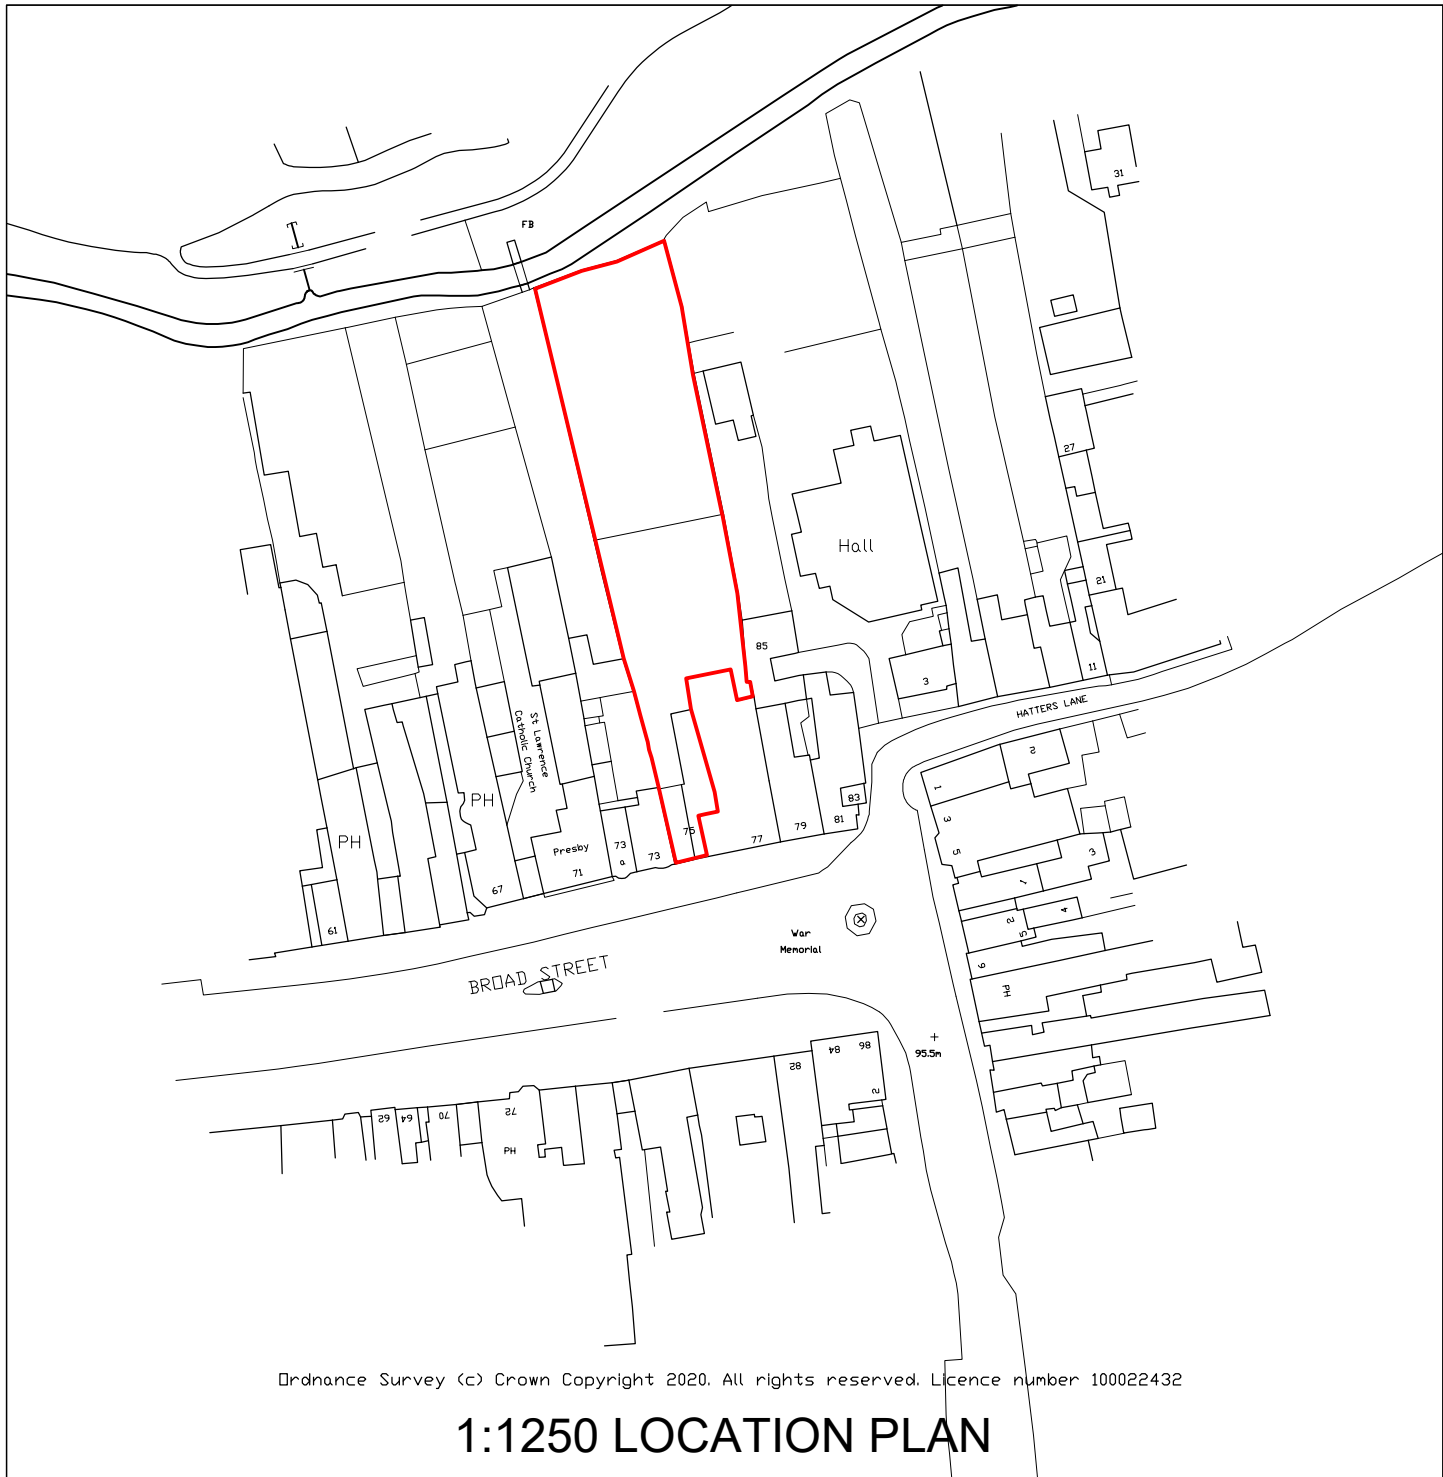 FB
31
27
Hall
21
85
3
11
HATTERS LANE
St Lawrence
Catholic Church
PH
PH
Presby
71
73
a
73
75
77
79
81
83
67
61
2
1
3
5
3
1
2
4
5
6
PH
War
Memorial
BROAD STREET
95.5m
62
64
70
72
PH
82
84
86
2
Ordnance Survey (c) Crown Copyright 2020. All rights reserved. Licence number 100022432
1:1250 LOCATION PLAN